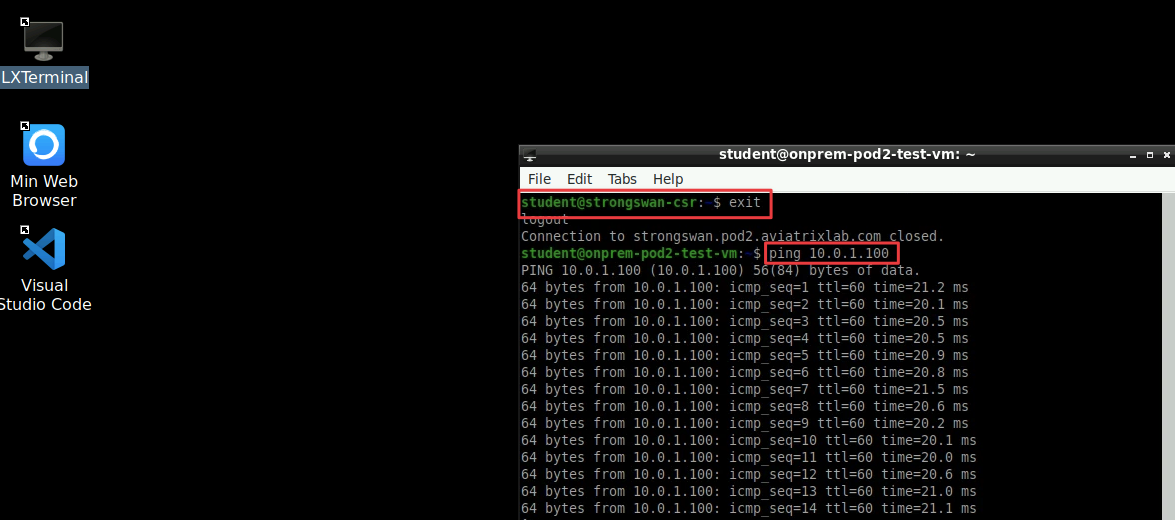 LXTerminal
Min Web
Browser
Visual
Studio Code
student@onprem-pod2-test-vm: ~
File Edit Tabs Help
student@strongswan-csr:~$ exit
logout
Connection to strongswan.pod2.aviatrixlab.com closed.
student@onprem-pod2-test-vm:~$ ping 10.0.1.100
PING 10.0.1.100 (10.0.1.100) 56(84) bytes of data.
64 bytes from 10.0.1.100: icmp_seq=1 ttl=60 time=21.2 ms
64 bytes from 10.0.1.100: icmp_seq=2 ttl=60 time=20.1 ms
64 bytes from 10.0.1.100: icmp_seq=3 ttl=60 time=20.5 ms
64 bytes from 10.0.1.100: icmp_seq=4 ttl=60 time=20.5 ms
64 bytes from 10.0.1.100: icmp_seq=5 ttl=60 time=20.9 ms
64 bytes from 10.0.1.100: icmp_seq=6 ttl=60 time=20.8 ms
64 bytes from 10.0.1.100: icmp_seq=7 ttl=60 time=21.5 ms
64 bytes from 10.0.1.100: icmp_seq=8 ttl=60 time=20.6 ms
64 bytes from 10.0.1.100: icmp_seq=9 ttl=60 time=20.2 ms
64 bytes from 10.0.1.100: icmp_seq=10 ttl=60 time=20.1 ms
64 bytes from 10.0.1.100: icmp_seq=11 ttl=60 time=20.0 ms
64 bytes from 10.0.1.100: icmp_seq=12 ttl=60 time=20.6 ms
64 bytes from 10.0.1.100: icmp_seq=13 ttl=60 time=21.0 ms
64 bytes from 10.0.1.100: icmp_seq=14 ttl=60 time=21.1 ms